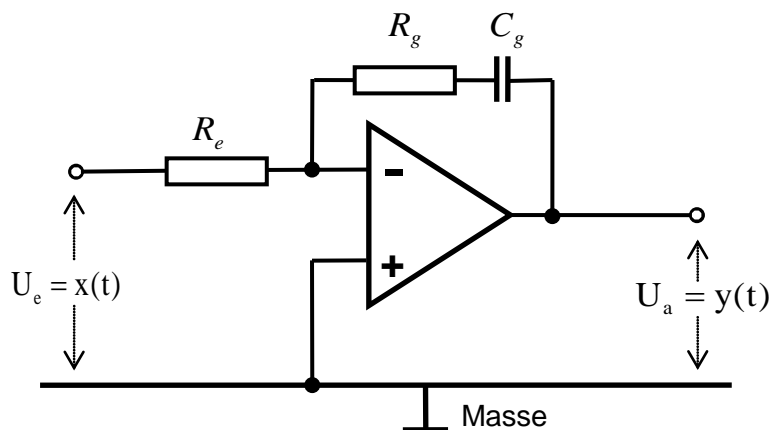 R_g C_g
R_e
-
+
U_e = x(t)
U_a = y(t)
Masse